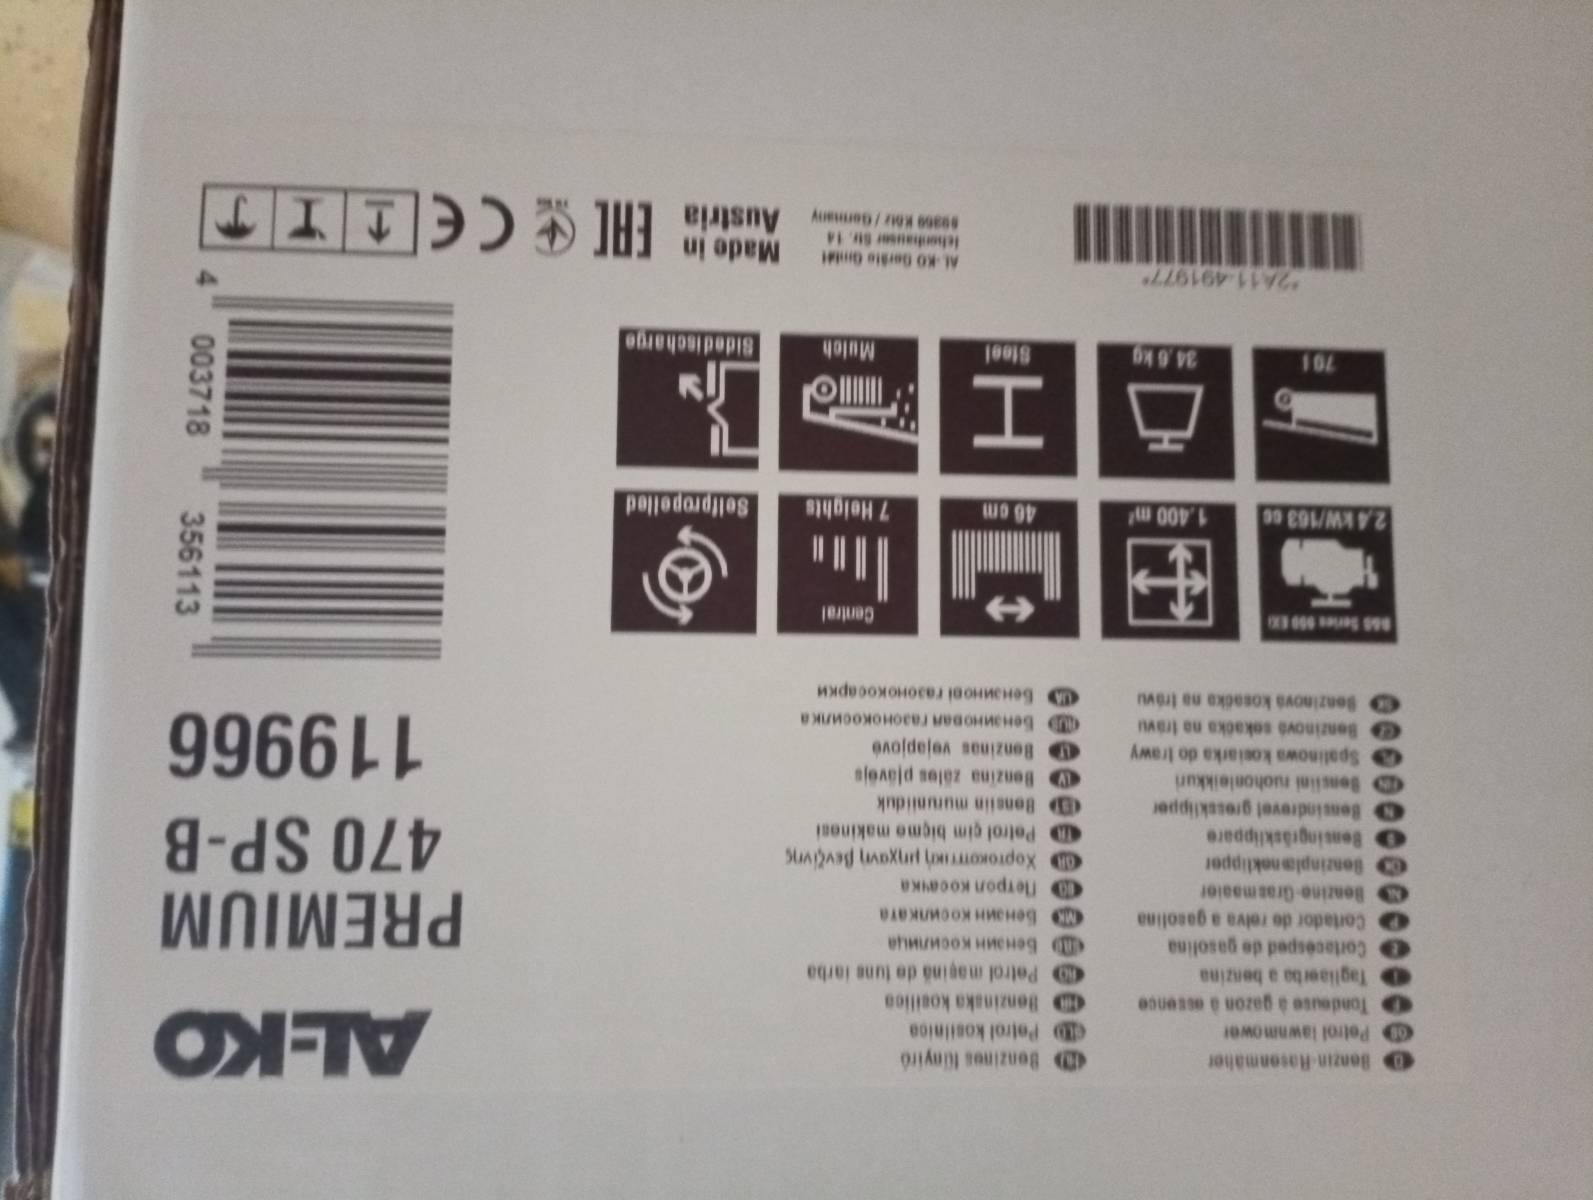 AL-KO
PREMIUM
470 SP-B
119966
4 003718 356113
D Benzin-Rasenmäher
GB Petrol lawnmower
F Tondeuse à gazon à essence
I Tagliaerba a benzina
E Cortacésped de gasolina
P Cortador de relva a gasolina
NL Benzine-Grasmaaier
DK Benzinplæneklipper
S Bensingräsklippare
N Bensindrevet gressklipper
FIN Bensiini ruohonleikkuri
PL Spalinowa kosiarka do trawy
CZ Benzinová sekačka na trávu
SK Benzínová kosačka na trávu
HU Benzines fűnyíró
SLO Petrol kosilnica
HR Benzinska kosilica
RO Petrol maşină de tuns iarba
SRB Бензин косилица
MK Бензин косилката
BG Петрол косачка
GR Χορτοκοπτική μηχανή βενζίνης
TR Petrol çim biçme makinesi
EST Bensiin muruniiduk
LV Benzīna zāles pļāvējs
LT Benzinas vejapjovė
RUS Бензиновая газонокосилка
UA Бензинові газонокосарки
B&S Series 550 EXi
2,4 kW/163 cc
1.400 m²
46 cm
Central
7 Heights
Selfpropelled
70 l
34,6 kg
Steel
Mulch
Sidedischarge
*2A11-491977*
AL-KO Geräte GmbH
Ichenhauser Str. 14
89359 Kötz / Germany
Made in
Austria
EAC
CE